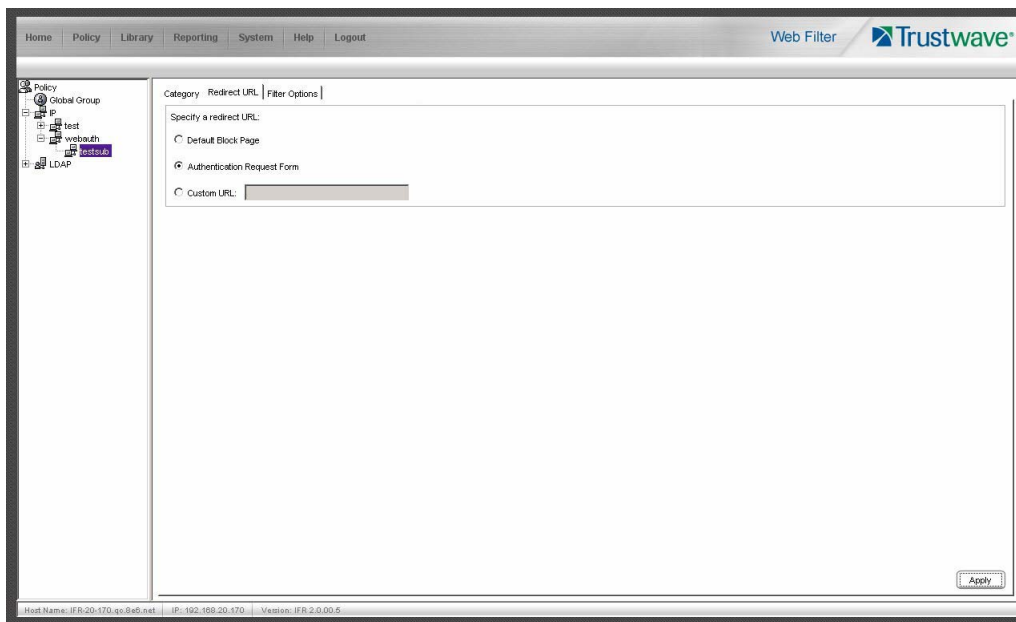 Home Policy Library Reporting System Help Logout
Web Filter Trustwave®
Policy
Global Group
IP
test
webauth
testsub
LDAP
Category Redirect URL Filter Options
Specify a redirect URL:
Default Block Page
Authentication Request Form
Custom URL:
Apply
Host Name: IFR-20-170.qc.8e6.net IP: 192.168.20.170 Version: IFR 2.0.00.5